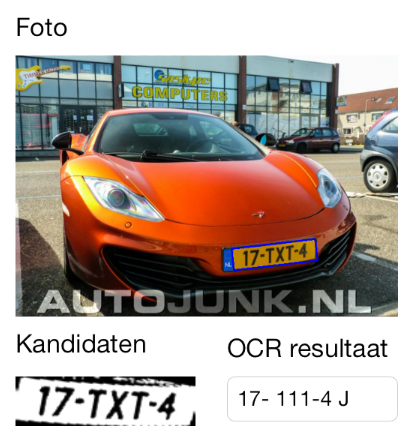 Foto
COMPUTERS
17-TXT-4
NL
AUTOJUNK.NL
Kandidaten
OCR resultaat
17-TXT-4
17- 111-4 J